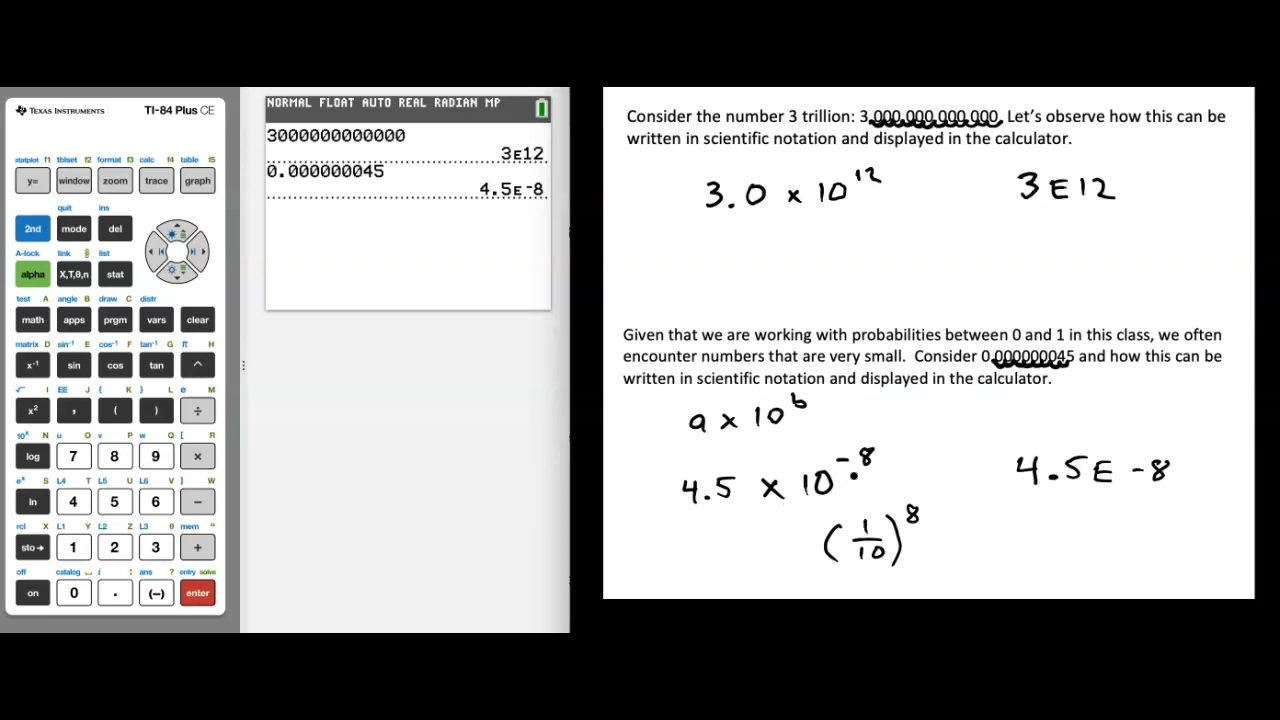 TEXAS INSTRUMENTS TI-84 Plus CE
statplot f1 tblset f2 format f3 calc f4 table f5
y= window zoom trace graph
quit ins
2nd mode del
A-lock link list
alpha X,T,θ,n stat
test A angle B draw C distr
math apps prgm vars clear
matrix D sin⁻¹ E cos⁻¹ F tan⁻¹ G π H
x⁻¹ sin cos tan ^
√ I EE J { K } L e M
x² , ( ) ÷
10ˣ N u O v P w Q [ R
log 7 8 9 ×
eˣ S L4 T L5 U L6 V ] W
ln 4 5 6 −
rcl X L1 Y L2 Z L3 θ mem "
sto→ 1 2 3 +
off catalog ⎵ i : ans ? entry solve
on 0 . (−) enter
NORMAL FLOAT AUTO REAL RADIAN MP
3000000000000
3E12
0.000000045
4.5E-8
Consider the number 3 trillion: 3,000,000,000,000. Let's observe how this can be
written in scientific notation and displayed in the calculator.
3.0 × 10¹² 3E12
Given that we are working with probabilities between 0 and 1 in this class, we often
encounter numbers that are very small. Consider 0.000000045 and how this can be
written in scientific notation and displayed in the calculator.
a × 10ᵇ
4.5 × 10⁻⁸ 4.5E -8
(1/10)⁸